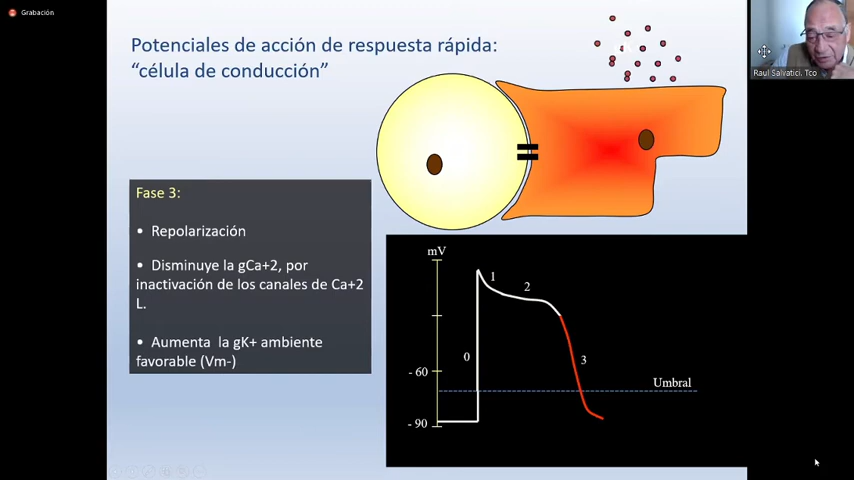 Grabación
Potenciales de acción de respuesta rápida:
“célula de conducción”
Raul Salvatici. Tco
Fase 3:
• Repolarización
• Disminuye la gCa+2, por
inactivación de los canales de Ca+2
L.
• Aumenta la gK+ ambiente
favorable (Vm-)
mV
1
2
0
3
- 60
Umbral
- 90